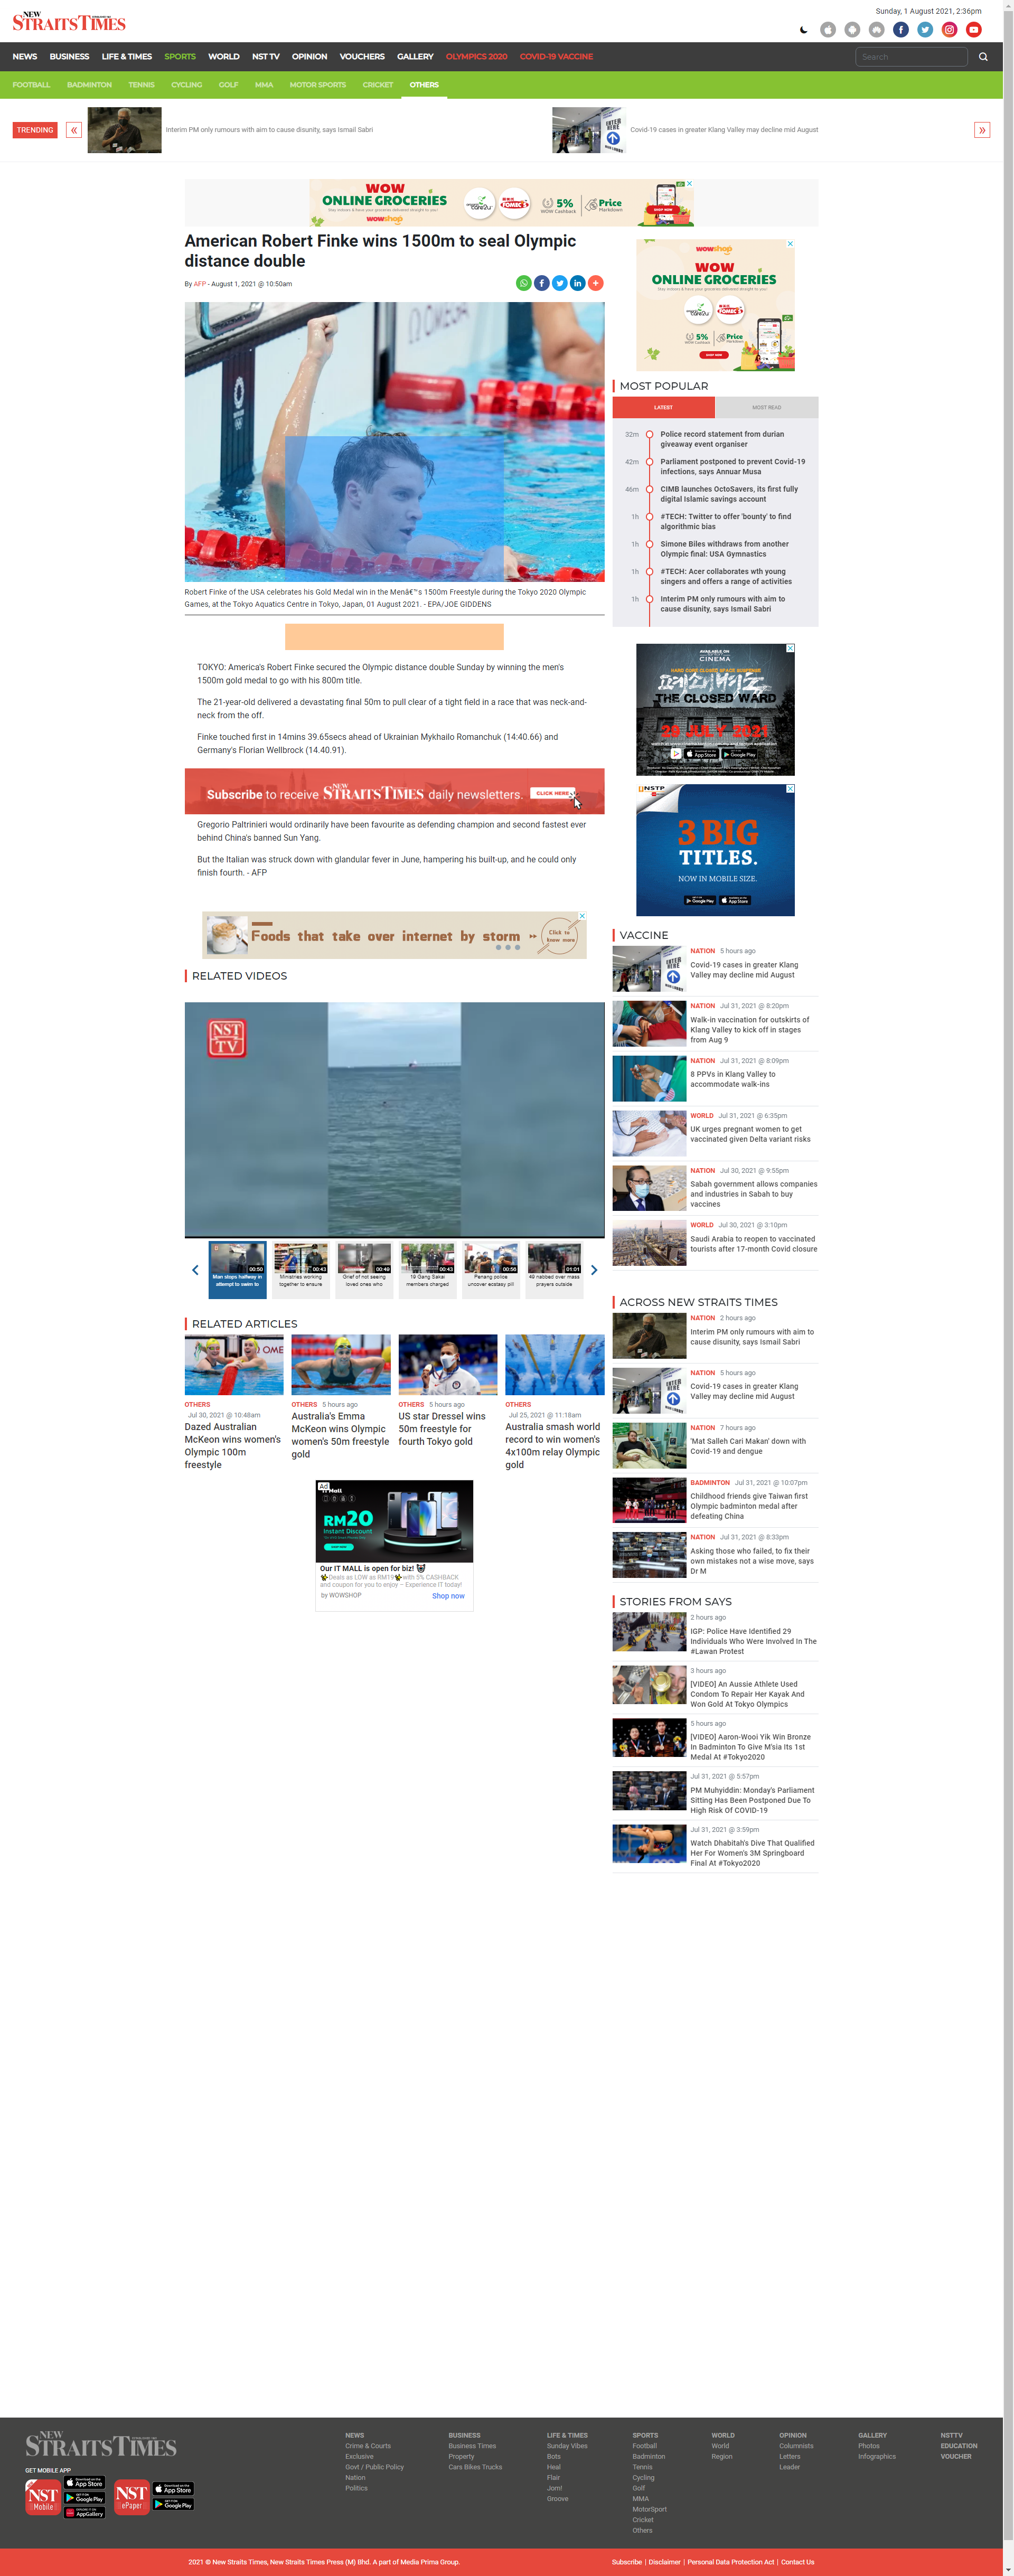 NEW
STRAITS TIMES
Sunday, 1 August 2021, 2:36pm
NEWS BUSINESS LIFE & TIMES SPORTS WORLD NST TV OPINION VOUCHERS GALLERY OLYMPICS 2020 COVID-19 VACCINE Search
FOOTBALL BADMINTON TENNIS CYCLING GOLF MMA MOTOR SPORTS CRICKET OTHERS
TRENDING « Interim PM only rumours with aim to cause disunity, says Ismail Sabri Covid-19 cases in greater Klang Valley may decline mid August »
WOW
ONLINE GROCERIES
wowshop
5%
WOW Cashback
Price
Markdown
SHOP NOW
American Robert Finke wins 1500m to seal Olympic
distance double
By AFP - August 1, 2021 @ 10:50am
Robert Finke of the USA celebrates his Gold Medal win in the Menâ€™s 1500m Freestyle during the Tokyo 2020 Olympic
Games, at the Tokyo Aquatics Centre in Tokyo, Japan, 01 August 2021. - EPA/JOE GIDDENS
TOKYO: America's Robert Finke secured the Olympic distance double Sunday by winning the men's
1500m gold medal to go with his 800m title.
The 21-year-old delivered a devastating final 50m to pull clear of a tight field in a race that was neck-and-
neck from the off.
Finke touched first in 14mins 39.65secs ahead of Ukrainian Mykhailo Romanchuk (14:40.66) and
Germany's Florian Wellbrock (14.40.91).
Subscribe to receive NEW STRAITS TIMES daily newsletters. CLICK HERE
Gregorio Paltrinieri would ordinarily have been favourite as defending champion and second fastest ever
behind China's banned Sun Yang.
But the Italian was struck down with glandular fever in June, hampering his built-up, and he could only
finish fourth. - AFP
Foods that take over internet by storm
Click to
know more
RELATED VIDEOS
NST
TV
00:50
Man stops halfway in
attempt to swim to
00:43
Ministries working
together to ensure
00:49
Grief of not seeing
loved ones who
00:43
19 Gang Sakai
members charged
00:56
Penang police
uncover ecstasy pill
01:01
49 nabbed over mass
prayers outside
RELATED ARTICLES
OTHERS
Jul 30, 2021 @ 10:48am
Dazed Australian
McKeon wins women's
Olympic 100m
freestyle
OTHERS 5 hours ago
Australia's Emma
McKeon wins Olympic
women's 50m freestyle
gold
OTHERS 5 hours ago
US star Dressel wins
50m freestyle for
fourth Tokyo gold
OTHERS
Jul 25, 2021 @ 11:18am
Australia smash world
record to win women's
4x100m relay Olympic
gold
Ad
IT Mall
RM20
Instant Discount
Our IT MALL is open for biz!
Deals as LOW as RM19 with 5% CASHBACK
and coupon for you to enjoy – Experience IT today!
by WOWSHOP Shop now
wowshop
WOW
ONLINE GROCERIES
5%
Price
Markdown
SHOP NOW
MOST POPULAR
LATEST MOST READ
32m Police record statement from durian
giveaway event organiser
42m Parliament postponed to prevent Covid-19
infections, says Annuar Musa
46m CIMB launches OctoSavers, its first fully
digital Islamic savings account
1h #TECH: Twitter to offer 'bounty' to find
algorithmic bias
1h Simone Biles withdraws from another
Olympic final: USA Gymnastics
1h #TECH: Acer collaborates wth young
singers and offers a range of activities
1h Interim PM only rumours with aim to
cause disunity, says Ismail Sabri
CINEMA
THE CLOSED WARD
29 JULY 2021
App Store Google Play
NSTP
3 BIG
TITLES.
NOW IN MOBILE SIZE.
Google Play App Store
VACCINE
NATION 5 hours ago
Covid-19 cases in greater Klang
Valley may decline mid August
NATION Jul 31, 2021 @ 8:20pm
Walk-in vaccination for outskirts of
Klang Valley to kick off in stages
from Aug 9
NATION Jul 31, 2021 @ 8:09pm
8 PPVs in Klang Valley to
accommodate walk-ins
WORLD Jul 31, 2021 @ 6:35pm
UK urges pregnant women to get
vaccinated given Delta variant risks
NATION Jul 30, 2021 @ 9:55pm
Sabah government allows companies
and industries in Sabah to buy
vaccines
WORLD Jul 30, 2021 @ 3:10pm
Saudi Arabia to reopen to vaccinated
tourists after 17-month Covid closure
ACROSS NEW STRAITS TIMES
NATION 2 hours ago
Interim PM only rumours with aim to
cause disunity, says Ismail Sabri
NATION 5 hours ago
Covid-19 cases in greater Klang
Valley may decline mid August
NATION 7 hours ago
'Mat Salleh Cari Makan' down with
Covid-19 and dengue
BADMINTON Jul 31, 2021 @ 10:07pm
Childhood friends give Taiwan first
Olympic badminton medal after
defeating China
NATION Jul 31, 2021 @ 8:33pm
Asking those who failed, to fix their
own mistakes not a wise move, says
Dr M
STORIES FROM SAYS
2 hours ago
IGP: Police Have Identified 29
Individuals Who Were Involved In The
#Lawan Protest
3 hours ago
[VIDEO] An Aussie Athlete Used
Condom To Repair Her Kayak And
Won Gold At Tokyo Olympics
5 hours ago
[VIDEO] Aaron-Wooi Yik Win Bronze
In Badminton To Give M'sia Its 1st
Medal At #Tokyo2020
Jul 31, 2021 @ 5:57pm
PM Muhyiddin: Monday's Parliament
Sitting Has Been Postponed Due To
High Risk Of COVID-19
Jul 31, 2021 @ 3:59pm
Watch Dhabitah's Dive That Qualified
Her For Women's 3M Springboard
Final At #Tokyo2020
NEW
STRAITS TIMES
GET MOBILE APP
NST
Mobile
App Store
Google Play
AppGallery
NST
ePaper
App Store
Google Play
NEWS
Crime & Courts
Exclusive
Govt / Public Policy
Nation
Politics
BUSINESS
Business Times
Property
Cars Bikes Trucks
LIFE & TIMES
Sunday Vibes
Bots
Heal
Flair
Jom!
Groove
SPORTS
Football
Badminton
Tennis
Cycling
Golf
MMA
MotorSport
Cricket
Others
WORLD
World
Region
OPINION
Columnists
Letters
Leader
GALLERY
Photos
Infographics
NSTTV
EDUCATION
VOUCHER
2021 © New Straits Times, New Straits Times Press (M) Bhd. A part of Media Prima Group.
Subscribe | Disclaimer | Personal Data Protection Act | Contact Us